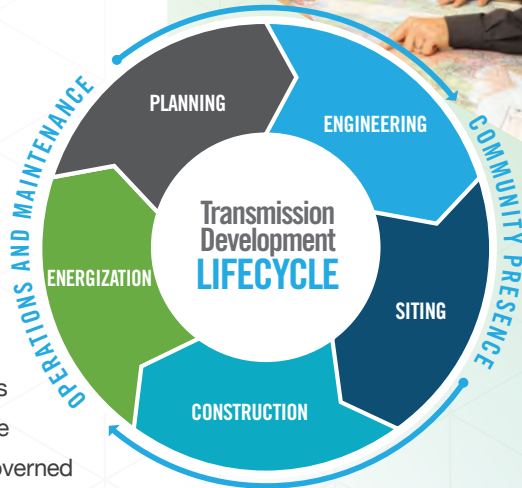 PLANNING
ENGINEERING
OPERATIONS AND MAINTENANCE
COMMUNITY PRESENCE
Transmission
Development
LIFECYCLE
ENERGIZATION
SITING
CONSTRUCTION
overned